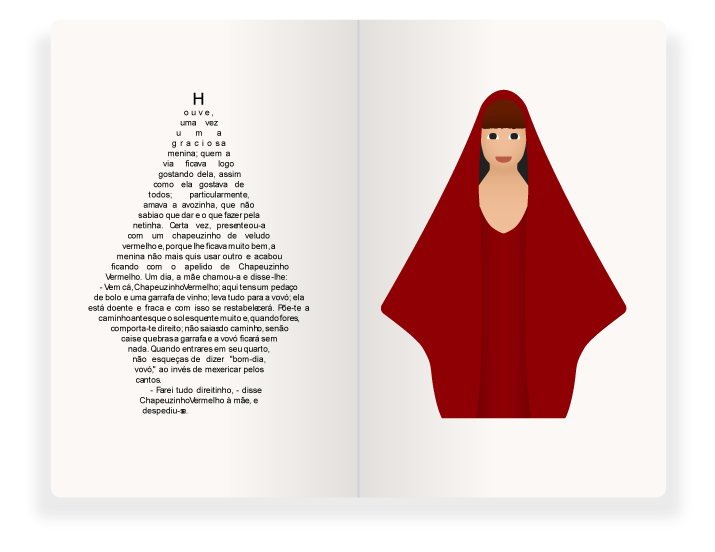 H
ouve,
uma vez
uma
graciosa
menina; quem a
via ficava logo
gostando dela, assim
como ela gostava de
todos; particularmente,
amava a avozinha, que não
sabiao que dar e o que fazer pela
netinha. Certa vez, presenteou-a
com um chapeuzinho de veludo
vermelho e, porque lhe ficava muito bem, a
menina não mais quis usar outro e acabou
ficando com o apelido de Chapeuzinho
Vermelho. Um dia, a mãe chamou-a e disse-lhe:
- Vem cá, ChapeuzinhoVermelho; aqui tens um pedaço
de bolo e uma garrafa de vinho; leva tudo para a vovó; ela
está doente e fraca e com isso se restabelecerá. Põe-te a
caminho antes que o sol esquente muito e, quando fores,
comporta-te direito; não saias do caminho, senão
cais e quebras a garrafa e a vovó ficará sem
nada. Quando entrares em seu quarto,
não esqueças de dizer "bom-dia,
vovó," ao invés de mexericar pelos
cantos.
- Farei tudo direitinho, - disse
ChapeuzinhoVermelho à mãe, e
despediu-se.